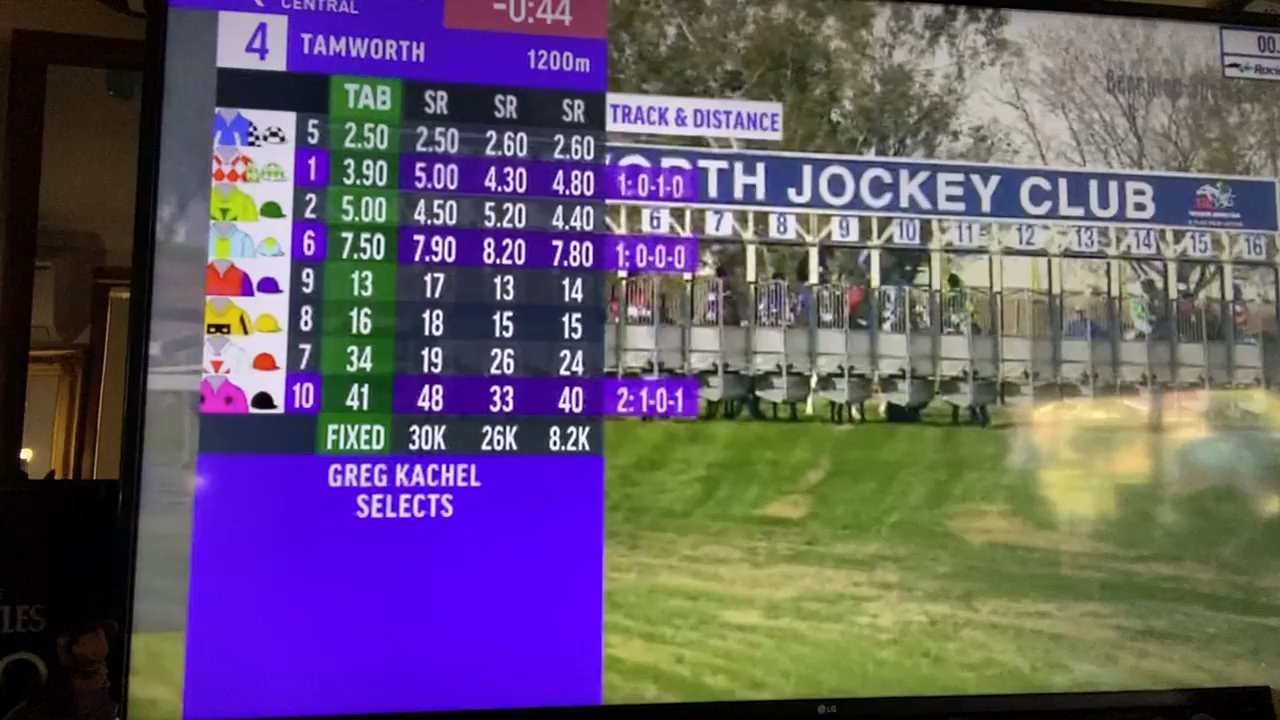 CENTRAL
-0:44
4 TAMWORTH 1200m
TAB SR SR SR
5 2.50 2.50 2.60 2.60
1 3.90 5.00 4.30 4.80
2 5.00 4.50 5.20 4.40
6 7.50 7.90 8.20 7.80
9 13 17 13 14
8 16 18 15 15
7 34 19 26 24
10 41 48 33 40
FIXED 30K 26K 8.2K
GREG KACHEL
SELECTS
TRACK & DISTANCE
1: 0-1-0
1: 0-0-0
2: 1-0-1
ORTH JOCKEY CLUB
6 7 8 9 10 11 12 13 14 15 16
00
LES
LG